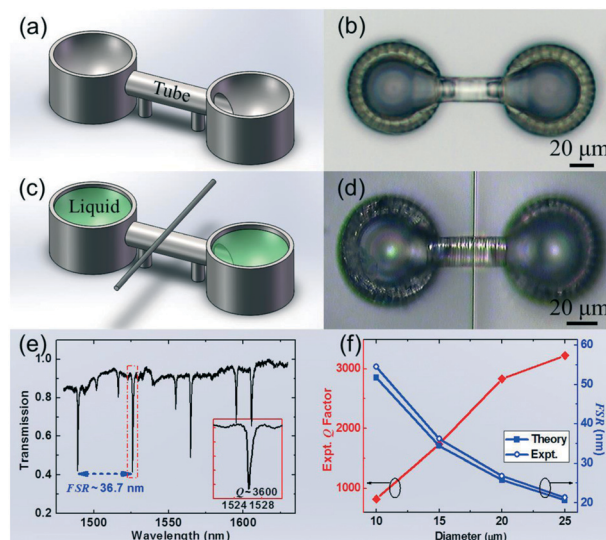 (a)
Tube
(b)
20 μm
(c)
Liquid
(d)
20 μm
(e)
Transmission
1.0
0.8
0.6
0.4
0.2
FSR~36.7 nm
Q~3600
1524 1528
1500 1550 1600
Wavelength (nm)
(f)
Expt. Q Factor
3000
2000
1000
Theory
Expt.
60
50
40
30
20
FSR (nm)
10 15 20 25
Diameter (μm)